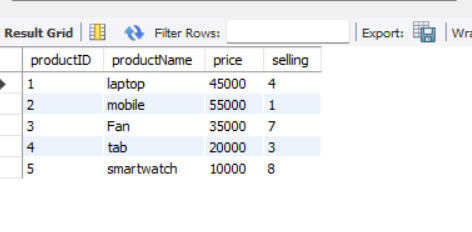 Result Grid Filter Rows: Export: Wra
productID productName price selling
1 laptop 45000 4
2 mobile 55000 1
3 Fan 35000 7
4 tab 20000 3
5 smartwatch 10000 8